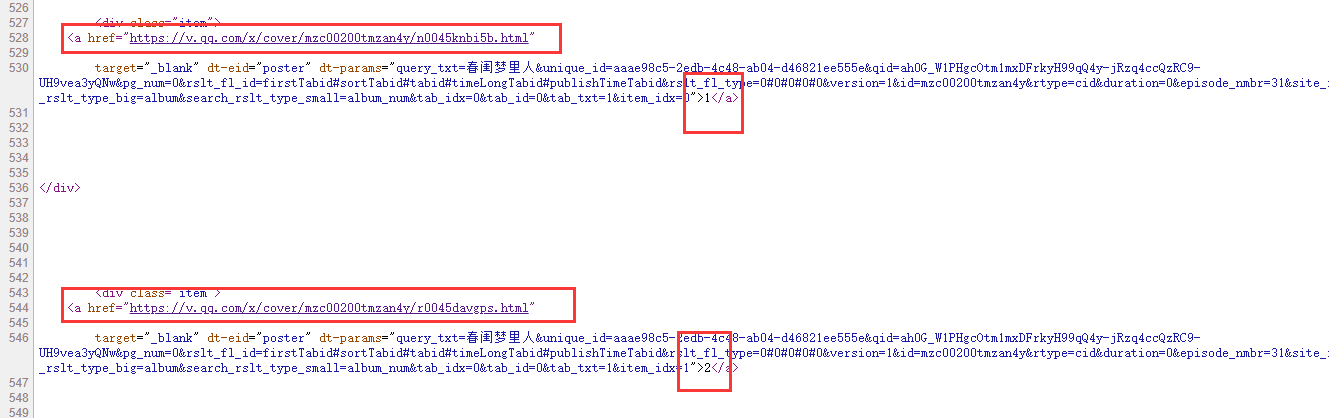 526
527 <div class="item">
528 <a href="https://v.qq.com/x/cover/mzc00200tmzan4y/n0045knbi5b.html"
529
530 target="_blank" dt-eid="poster" dt-params="query_txt=春闺梦里人&unique_id=aaae98c5-2edb-4c48-ab04-d46821ee555e&qid=ahOG_W1PHgcOtm1mxDFrkyH99qQ4y-jRzq4ccQzRC9-
UH9vea3yQNw&pg_num=0&rslt_fl_id=firstTabid#sortTabid#tabid#timeLongTabid#publishTimeTabid&rslt_fl_type=0#0#0#0#0&version=1&id=mzc00200tmzan4y&rtype=cid&duration=0&episode_nmbr=31&site_
_rslt_type_big=album&search_rslt_type_small=album_num&tab_idx=0&tab_id=0&tab_txt=1&item_idx=0">1</a>
531
532
533
534
535
536 </div>
537
538
539
540
541
542
543 <div class="item">
544 <a href="https://v.qq.com/x/cover/mzc00200tmzan4y/r0045davgps.html"
545
546 target="_blank" dt-eid="poster" dt-params="query_txt=春闺梦里人&unique_id=aaae98c5-2edb-4c48-ab04-d46821ee555e&qid=ahOG_W1PHgcOtm1mxDFrkyH99qQ4y-jRzq4ccQzRC9-
UH9vea3yQNw&pg_num=0&rslt_fl_id=firstTabid#sortTabid#tabid#timeLongTabid#publishTimeTabid&rslt_fl_type=0#0#0#0#0&version=1&id=mzc00200tmzan4y&rtype=cid&duration=0&episode_nmbr=31&site_
_rslt_type_big=album&search_rslt_type_small=album_num&tab_idx=0&tab_id=0&tab_txt=1&item_idx=1">2</a>
547
548
549